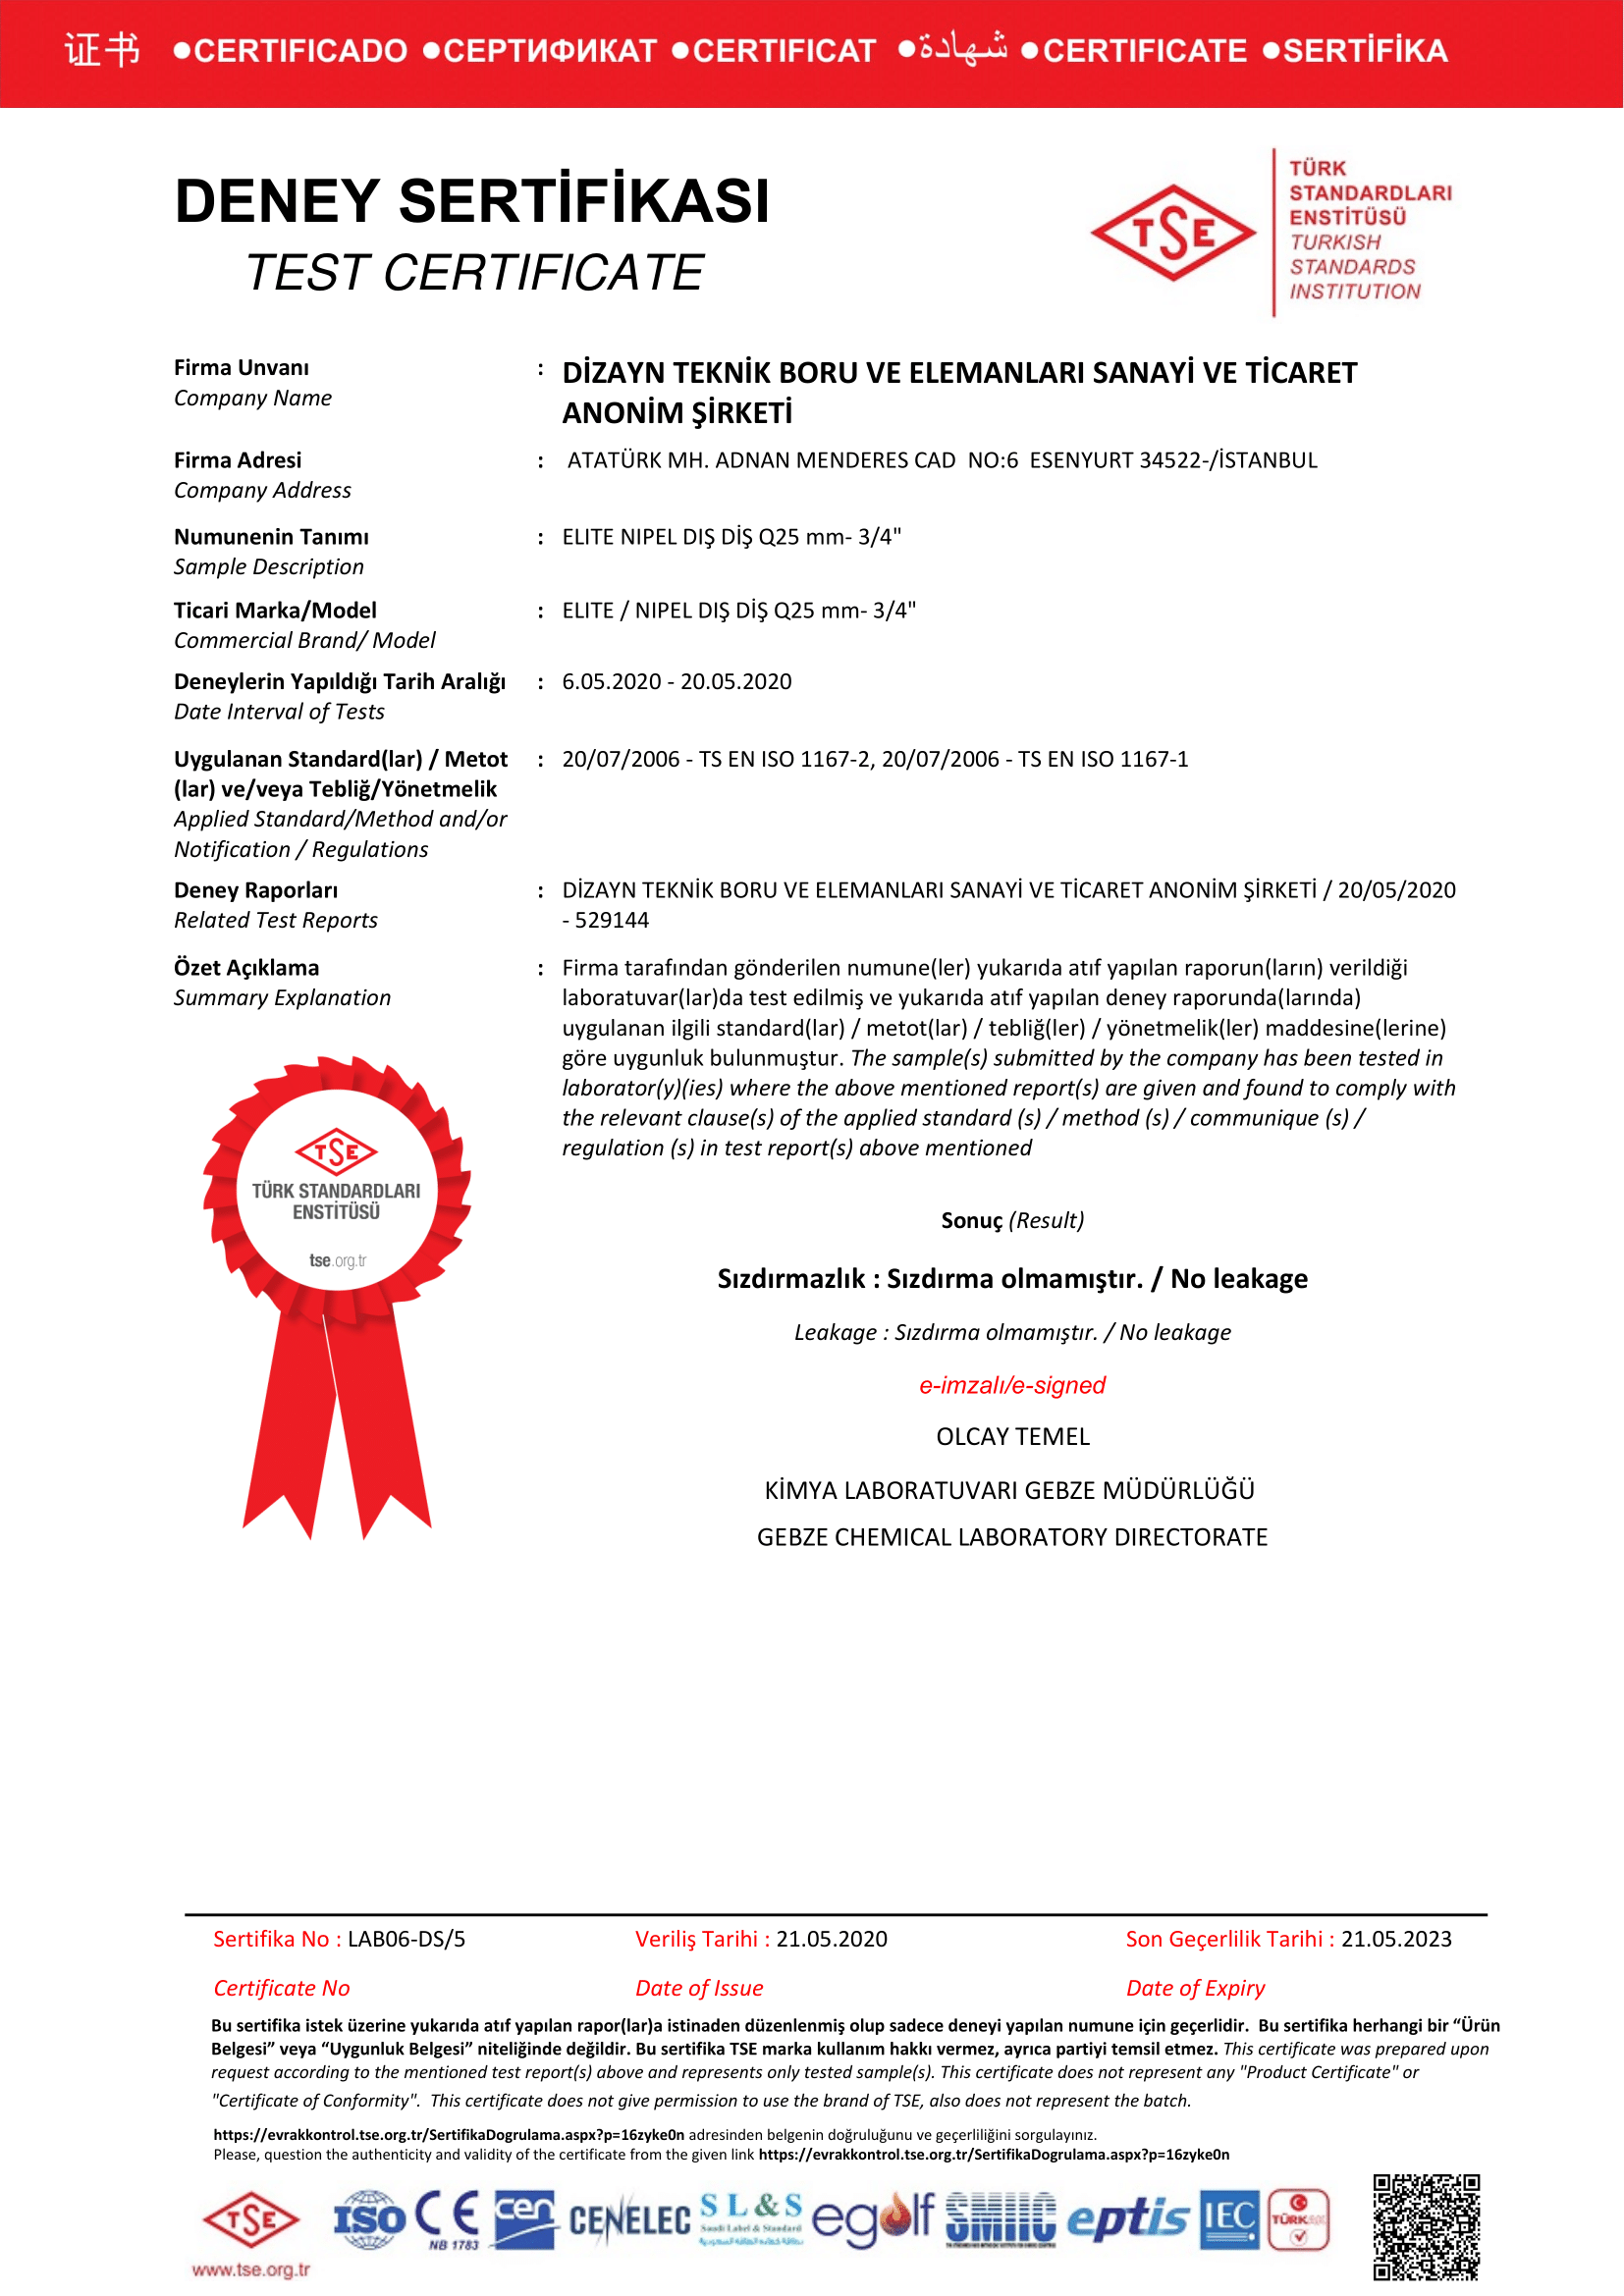 证书 ●CERTIFICADO ●СЕРТИФИКАТ ●CERTIFICAT ●شهادة ●CERTIFICATE ●SERTİFİKA
DENEY SERTİFİKASI
TEST CERTIFICATE
TSE
TÜRK
STANDARDLARI
ENSTİTÜSÜ
TURKISH
STANDARDS
INSTITUTION
Firma Unvanı : DİZAYN TEKNİK BORU VE ELEMANLARI SANAYİ VE TİCARET
Company Name
ANONİM ŞİRKETİ
Firma Adresi : ATATÜRK MH. ADNAN MENDERES CAD NO:6 ESENYURT 34522-/İSTANBUL
Company Address
Numunenin Tanımı : ELITE NIPEL DIŞ DİŞ Q25 mm- 3/4"
Sample Description
Ticari Marka/Model : ELITE / NIPEL DIŞ DİŞ Q25 mm- 3/4"
Commercial Brand/ Model
Deneylerin Yapıldığı Tarih Aralığı : 6.05.2020 - 20.05.2020
Date Interval of Tests
Uygulanan Standard(lar) / Metot : 20/07/2006 - TS EN ISO 1167-2, 20/07/2006 - TS EN ISO 1167-1
(lar) ve/veya Tebliğ/Yönetmelik
Applied Standard/Method and/or
Notification / Regulations
Deney Raporları : DİZAYN TEKNİK BORU VE ELEMANLARI SANAYİ VE TİCARET ANONİM ŞİRKETİ / 20/05/2020
Related Test Reports
- 529144
Özet Açıklama : Firma tarafından gönderilen numune(ler) yukarıda atıf yapılan raporun(ların) verildiği
Summary Explanation
laboratuvar(lar)da test edilmiş ve yukarıda atıf yapılan deney raporunda(larında)
uygulanan ilgili standard(lar) / metot(lar) / tebliğ(ler) / yönetmelik(ler) maddesine(lerine)
göre uygunluk bulunmuştur. The sample(s) submitted by the company has been tested in
laborator(y)(ies) where the above mentioned report(s) are given and found to comply with
the relevant clause(s) of the applied standard (s) / method (s) / communique (s) /
regulation (s) in test report(s) above mentioned
TSE
TÜRK STANDARDLARI
ENSTİTÜSÜ
tse.org.tr
Sonuç (Result)
Sızdırmazlık : Sızdırma olmamıştır. / No leakage
Leakage : Sızdırma olmamıştır. / No leakage
e-imzalı/e-signed
OLCAY TEMEL
KİMYA LABORATUVARI GEBZE MÜDÜRLÜĞÜ
GEBZE CHEMICAL LABORATORY DIRECTORATE
Sertifika No : LAB06-DS/5 Veriliş Tarihi : 21.05.2020 Son Geçerlilik Tarihi : 21.05.2023
Certificate No Date of Issue Date of Expiry
Bu sertifika istek üzerine yukarıda atıf yapılan rapor(lar)a istinaden düzenlenmiş olup sadece deneyi yapılan numune için geçerlidir. Bu sertifika herhangi bir “Ürün
Belgesi” veya “Uygunluk Belgesi” niteliğinde değildir. Bu sertifika TSE marka kullanım hakkı vermez, ayrıca partiyi temsil etmez. This certificate was prepared upon
request according to the mentioned test report(s) above and represents only tested sample(s). This certificate does not represent any "Product Certificate" or
"Certificate of Conformity". This certificate does not give permission to use the brand of TSE, also does not represent the batch.
https://evrakkontrol.tse.org.tr/SertifikaDogrulama.aspx?p=16zyke0n adresinden belgenin doğruluğunu ve geçerliliğini sorgulayınız.
Please, question the authenticity and validity of the certificate from the given link https://evrakkontrol.tse.org.tr/SertifikaDogrulama.aspx?p=16zyke0n
TSE ISO CE cen CENELEC SL&S egolf SMIIC eptis IEC TÜRKAK
NB 1783 Saudi Label & Standard
www.tse.org.tr